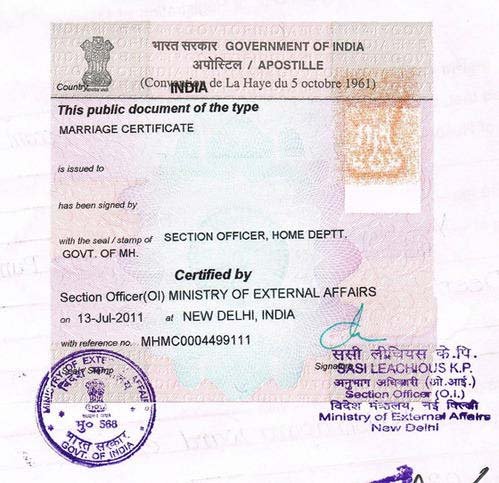 भारत सरकार GOVERNMENT OF INDIA
अपोस्टिल / APOSTILLE
(Convention de La Haye du 5 octobre 1961)
Country
INDIA
This public document of the type
MARRIAGE CERTIFICATE
is issued to
has been signed by
with the seal / stamp of SECTION OFFICER, HOME DEPTT.
GOVT. OF MH.
Certified by
Section Officer(OI) MINISTRY OF EXTERNAL AFFAIRS
on 13-Jul-2011 at NEW DELHI, INDIA
with reference no. MHMC0004499111
Stamp
MINISTRY OF EXTERNAL AFFAIRS
मु० 568
भारत सरकार
GOVT. OF INDIA
ससी लीचियस के.पी.
SASI LEACHIOUS K.P.
अनुभाग अधिकारी (ओ.आई.)
Section Officer (O.I.)
विदेश मंत्रालय, नई दिल्ली
Ministry of External Affairs
New Delhi